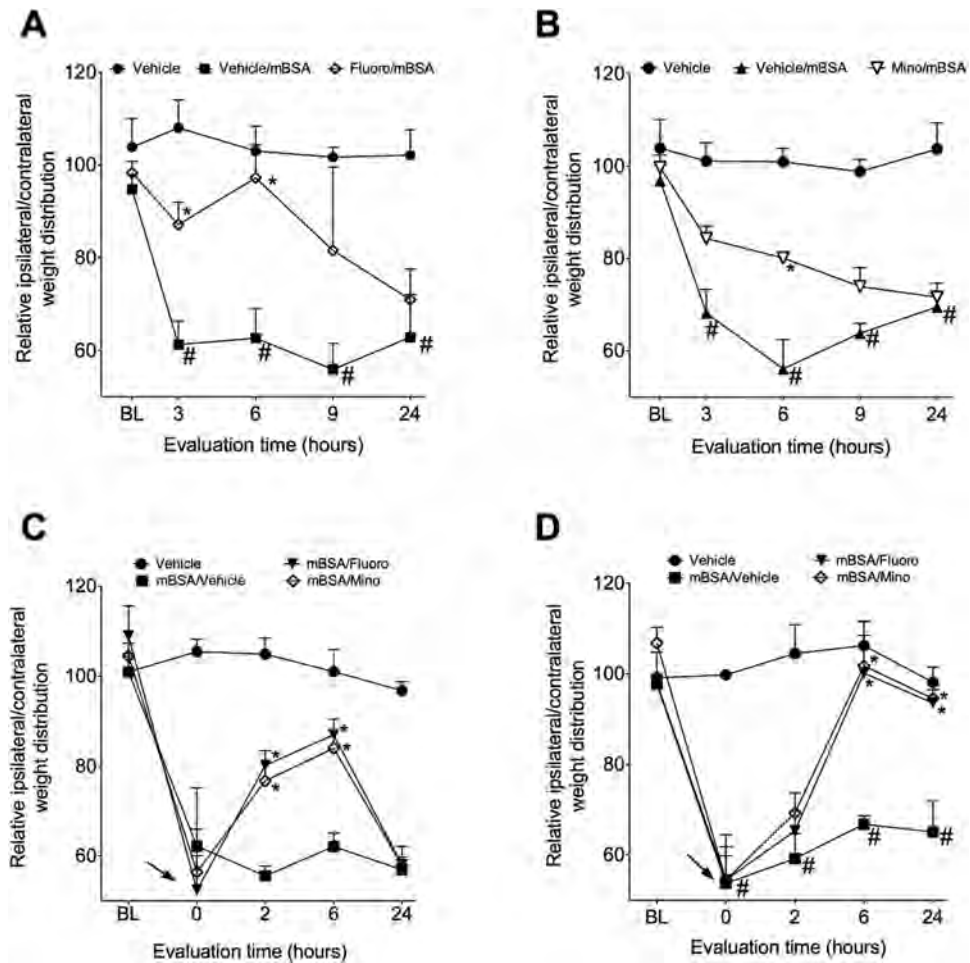 A
Vehicle Vehicle/mBSA Fluoro/mBSA
120
100
80
60
Relative ipsilateral/contralateral
weight distribution
* *
# # # #
BL 3 6 9 24
Evaluation time (hours)
B
Vehicle Vehicle/mBSA Mino/mBSA
120
100
80
60
Relative ipsilateral/contralateral
weight distribution
*
# # # #
BL 3 6 9 24
Evaluation time (hours)
C
Vehicle mBSA/Fluoro
mBSA/Vehicle mBSA/Mino
120
100
80
60
Relative ipsilateral/contralateral
weight distribution
* *
* *
BL 0 2 6 24
Evaluation time (hours)
D
Vehicle mBSA/Fluoro
mBSA/Vehicle mBSA/Mino
120
100
80
60
Relative ipsilateral/contralateral
weight distribution
* *
* *
# # # #
BL 0 2 6 24
Evaluation time (hours)